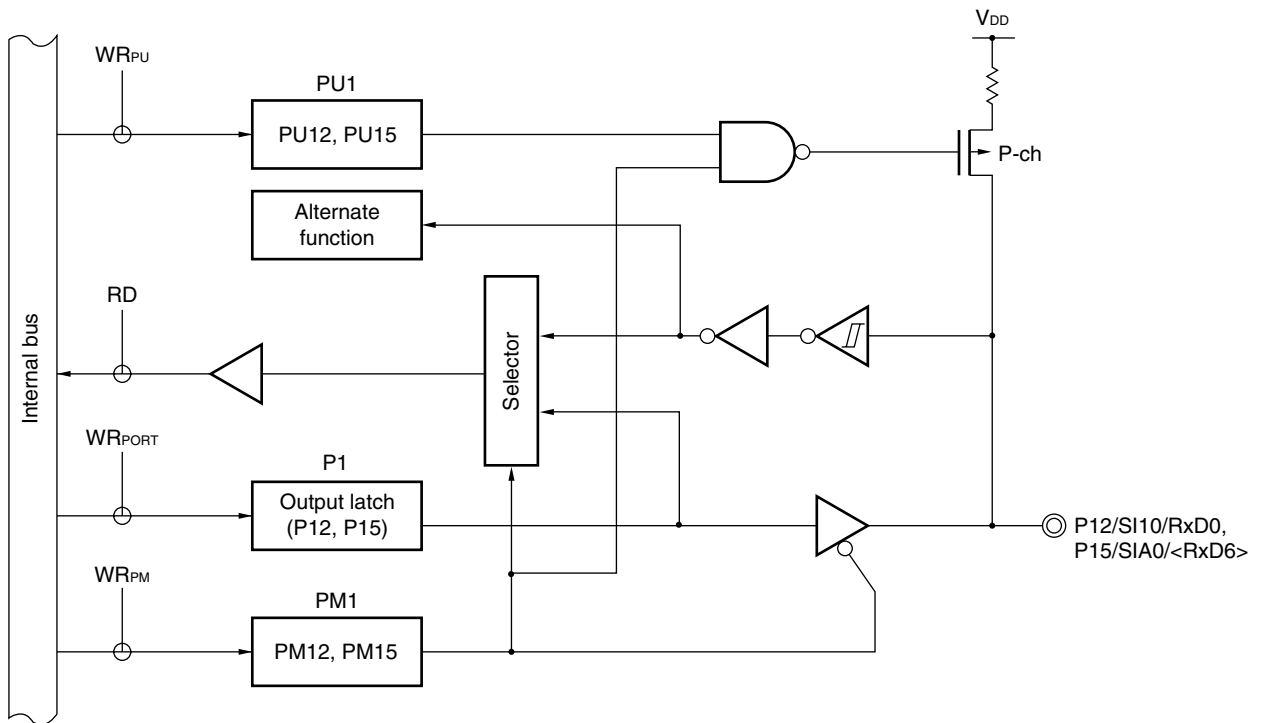 VDD
WRPU
PU1
PU12, PU15
P-ch
Alternate
function
RD
Internal bus
Selector
WRPORT
P1
Output latch
(P12, P15)
P12/SI10/RxD0,
P15/SIA0/<RxD6>
WRPM
PM1
PM12, PM15